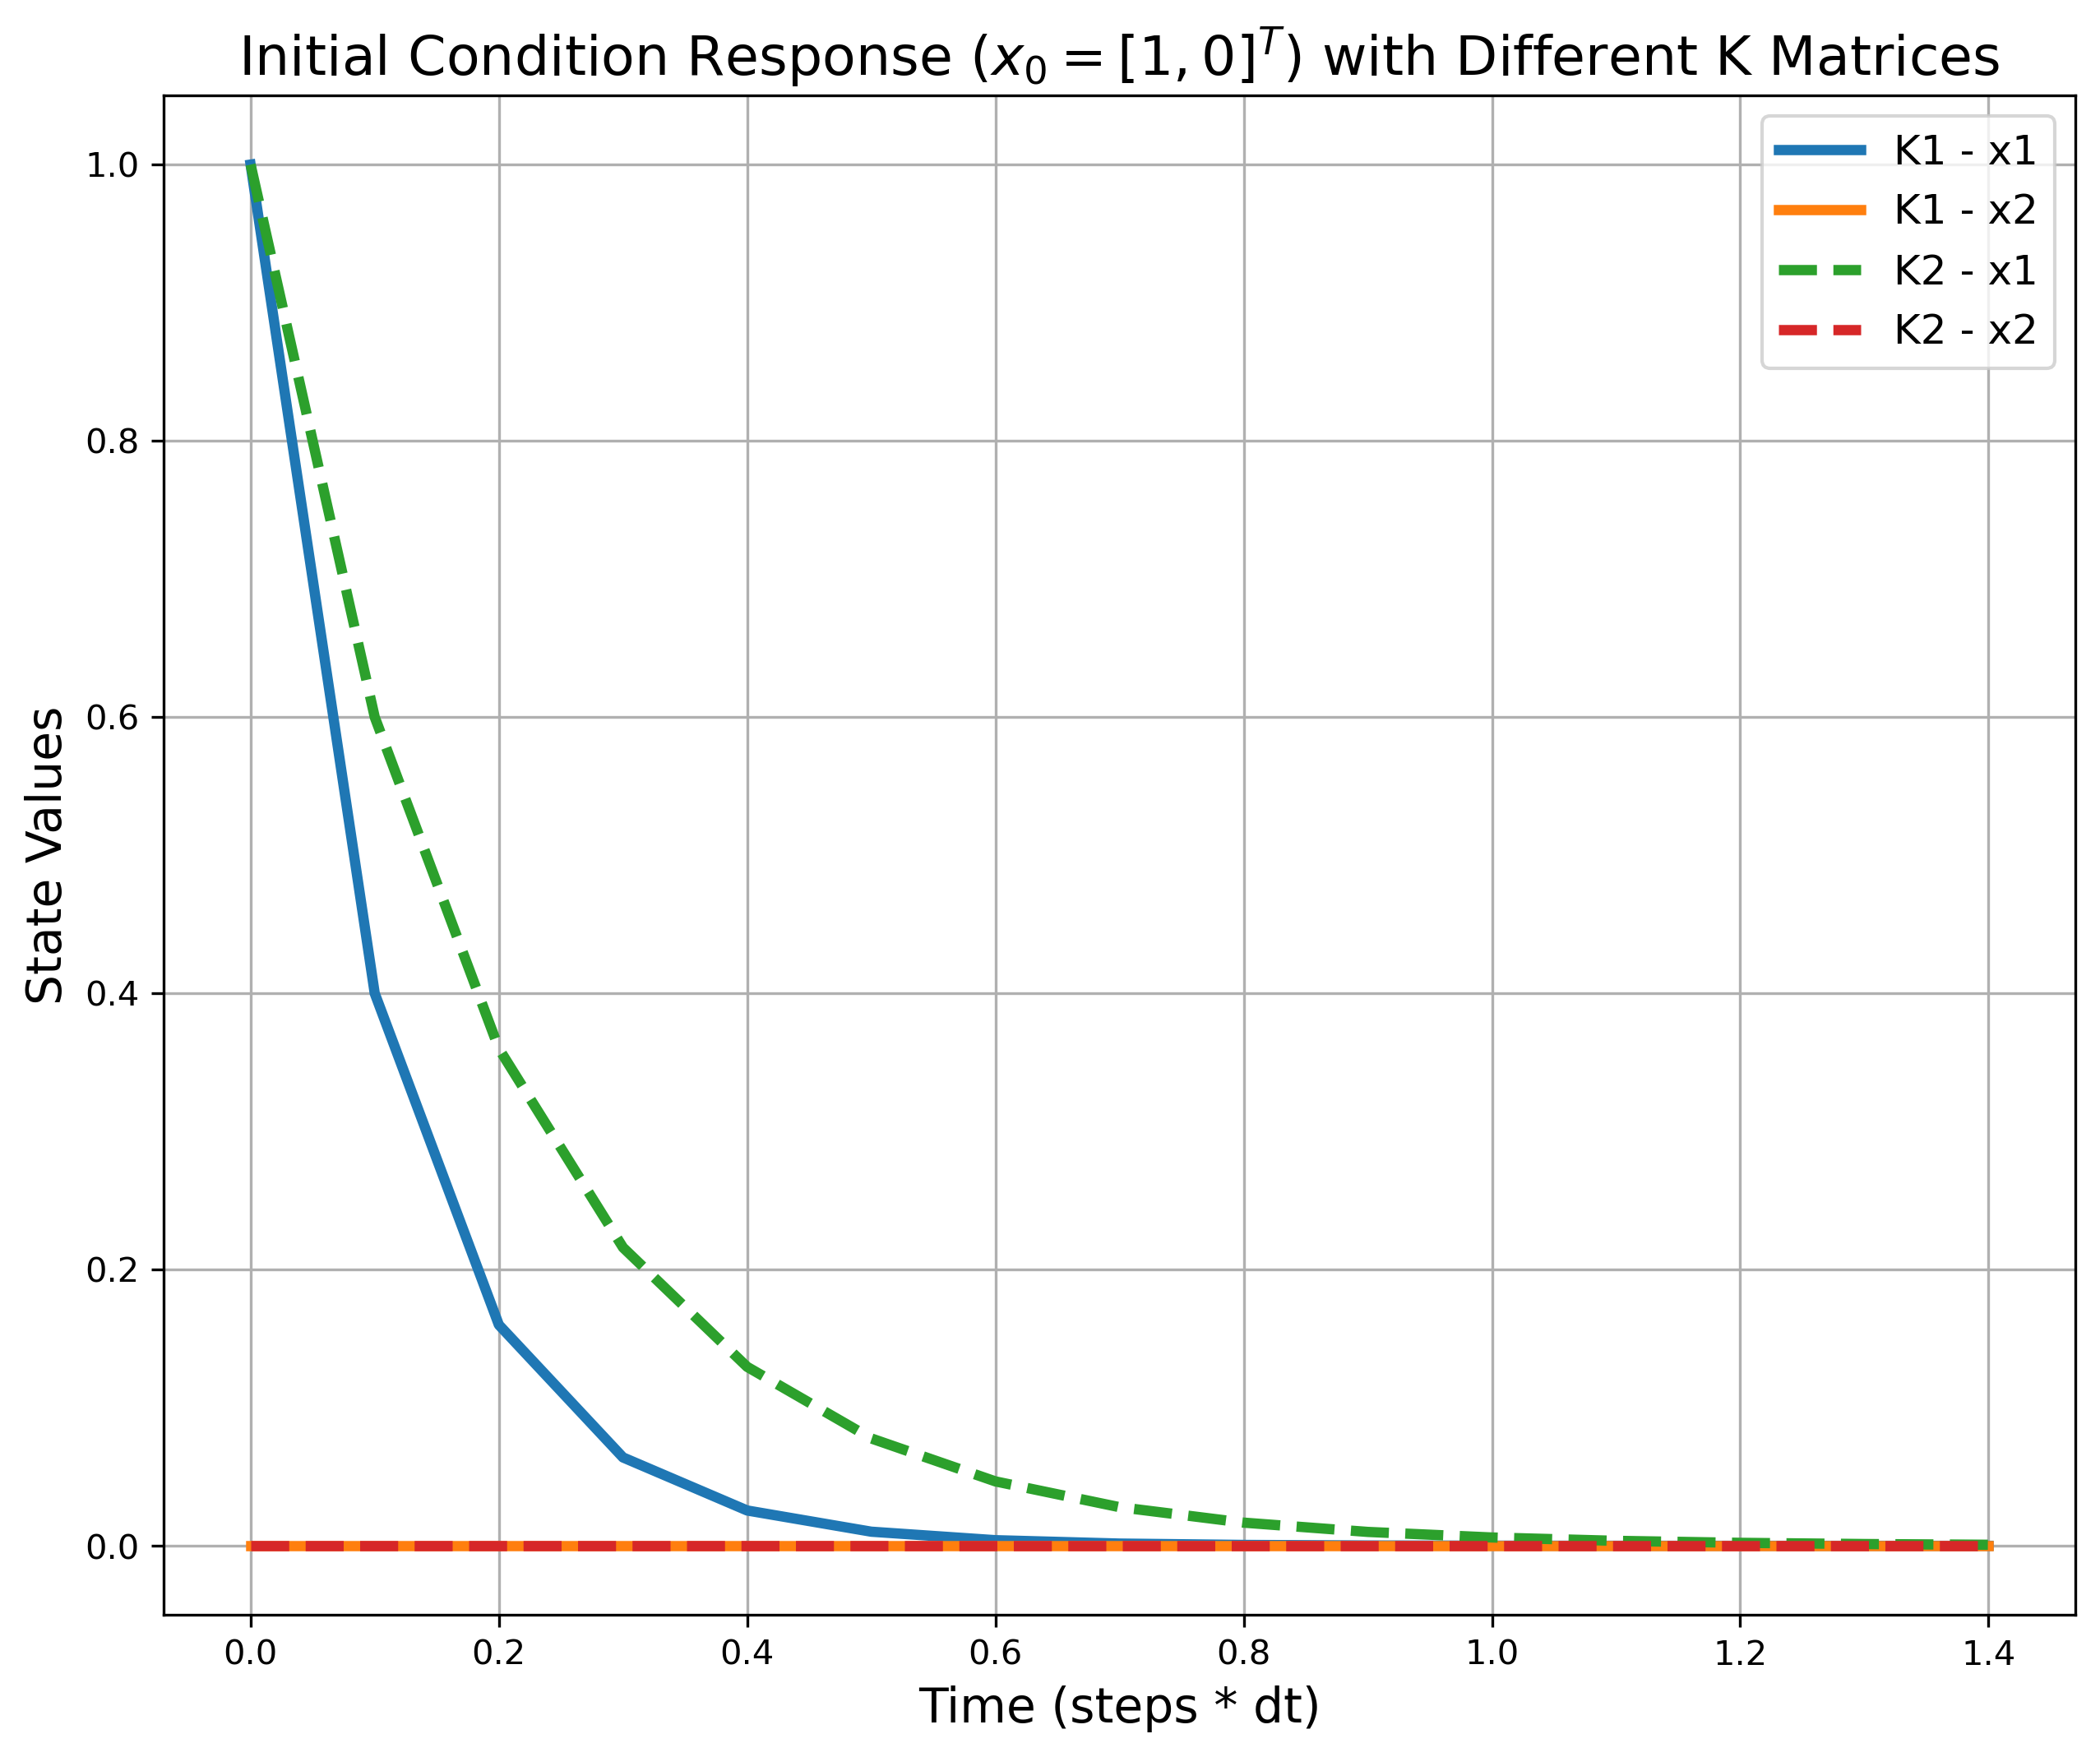 Initial Condition Response ($x_0 = [1, 0]^T$) with Different K Matrices
K1 - x1
K1 - x2
K2 - x1
K2 - x2
State Values
1.0
0.8
0.6
0.4
0.2
0.0
0.0 0.2 0.4 0.6 0.8 1.0 1.2 1.4
Time (steps * dt)